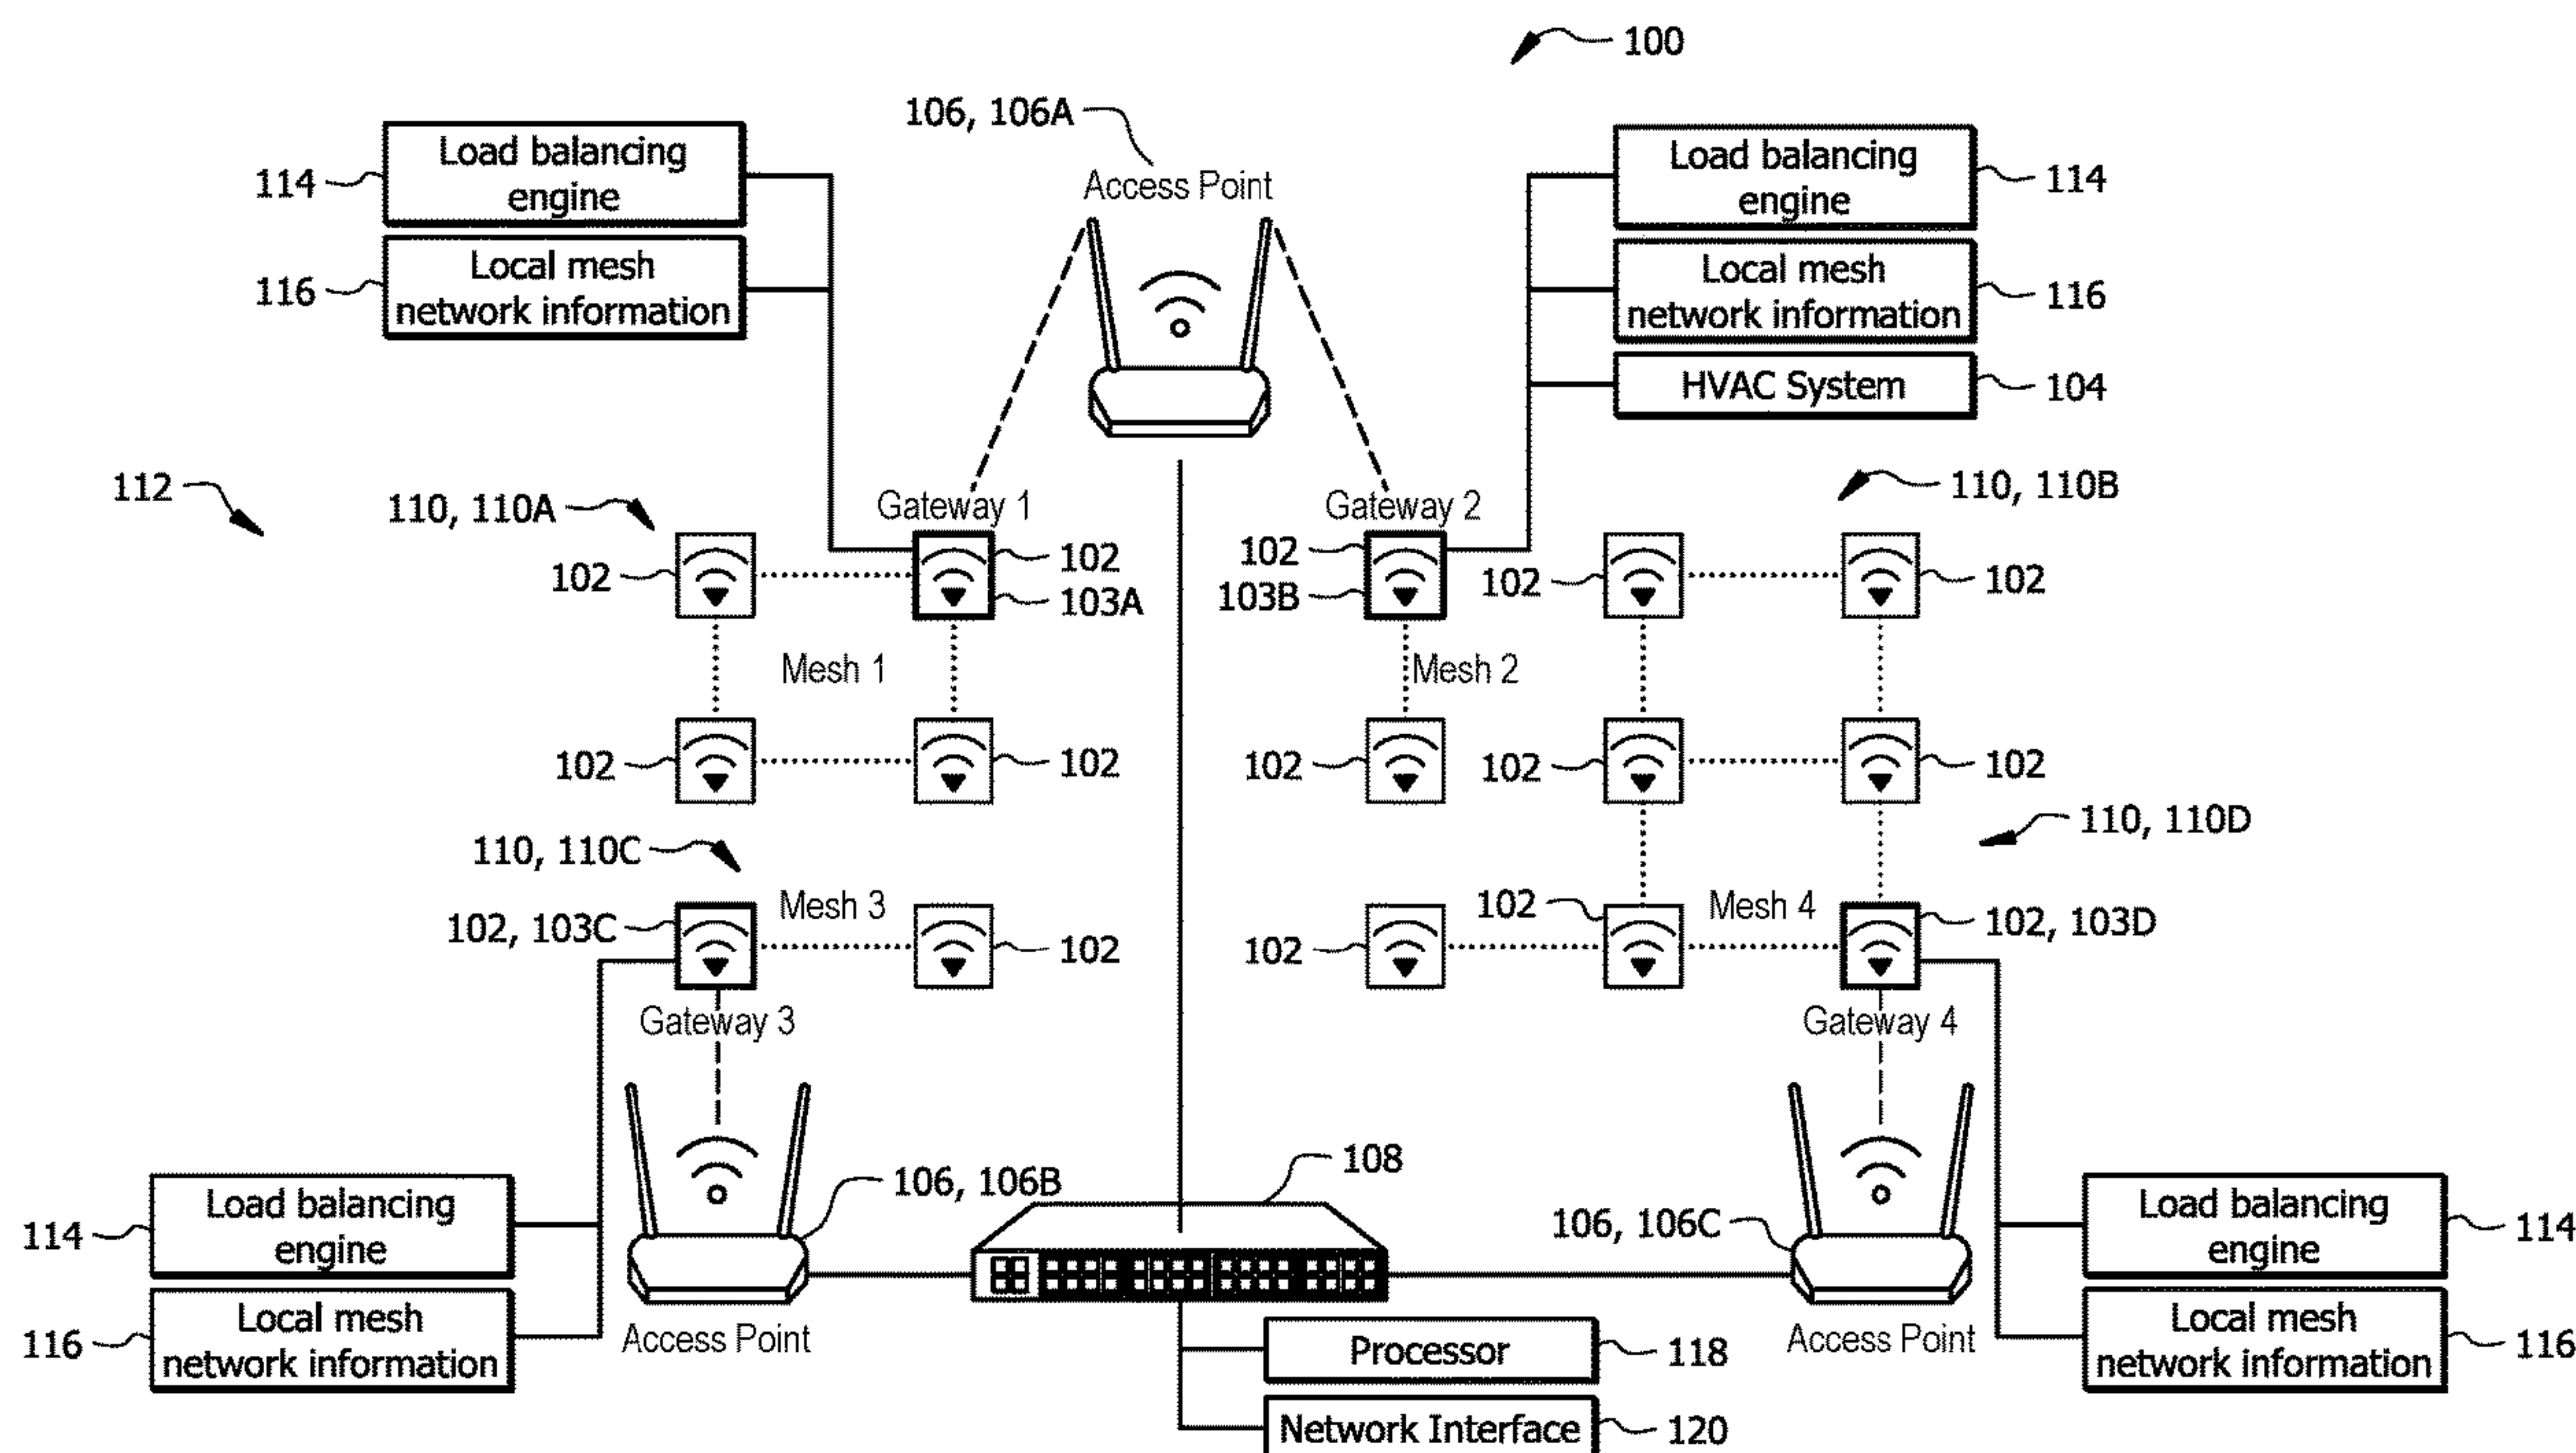 100
106, 106A
Access Point
Load balancing
engine
114
Local mesh
network information
116
Load balancing
engine
114
Local mesh
network information
116
HVAC System
104
112
110, 110A
Gateway 1
Gateway 2
110, 110B
102
102
103A
102
103B
102
102
Mesh 1
Mesh 2
102
102
102
102
102
110, 110D
110, 110C
Mesh 3
102, 103C
102
102
102
Mesh 4
102, 103D
Gateway 3
Gateway 4
108
106, 106B
106, 106C
Load balancing
engine
114
Local mesh
network information
116
Access Point
Access Point
Load balancing
engine
114
Local mesh
network information
116
Processor
118
Network Interface
120